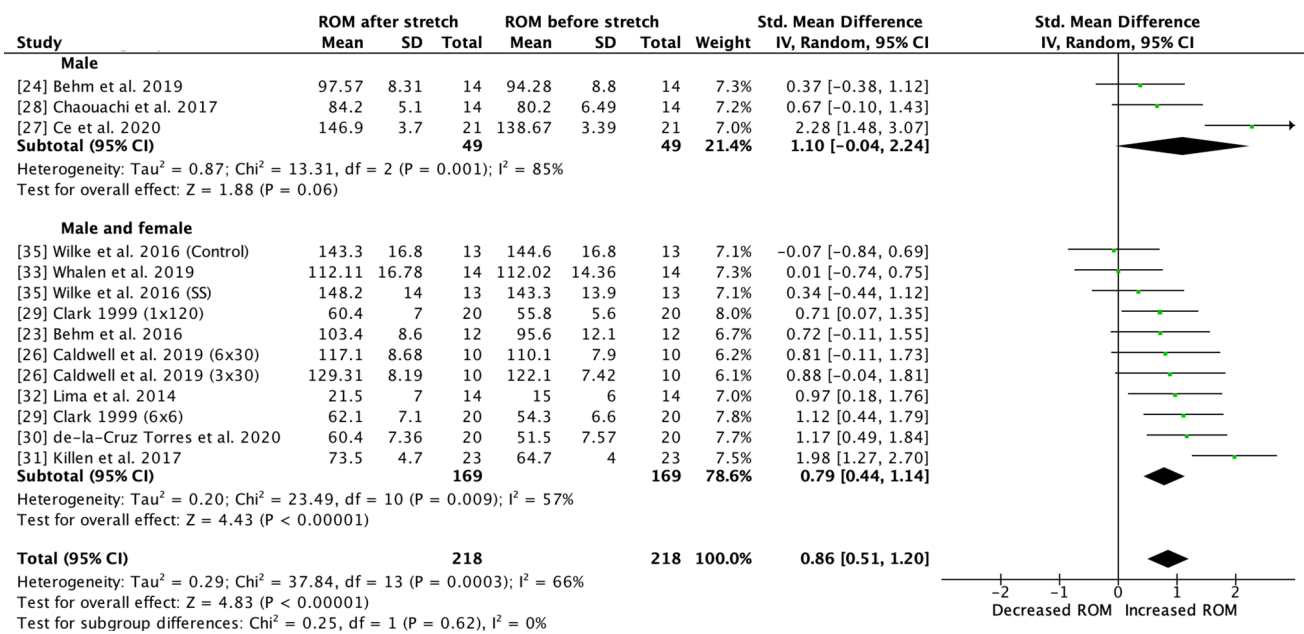 ROM after stretch ROM before stretch Std. Mean Difference Std. Mean Difference
Study Mean SD Total Mean SD Total Weight IV, Random, 95% CI IV, Random, 95% CI
Male
[24] Behm et al. 2019 97.57 8.31 14 94.28 8.8 14 7.3% 0.37 [-0.38, 1.12]
[28] Chaouachi et al. 2017 84.2 5.1 14 80.2 6.49 14 7.2% 0.67 [-0.10, 1.43]
[27] Ce et al. 2020 146.9 3.7 21 138.67 3.39 21 7.0% 2.28 [1.48, 3.07]
Subtotal (95% CI) 49 49 21.4% 1.10 [-0.04, 2.24]
Heterogeneity: Tau² = 0.87; Chi² = 13.31, df = 2 (P = 0.001); I² = 85%
Test for overall effect: Z = 1.88 (P = 0.06)
Male and female
[35] Wilke et al. 2016 (Control) 143.3 16.8 13 144.6 16.8 13 7.1% -0.07 [-0.84, 0.69]
[33] Whalen et al. 2019 112.11 16.78 14 112.02 14.36 14 7.3% 0.01 [-0.74, 0.75]
[35] Wilke et al. 2016 (SS) 148.2 14 13 143.3 13.9 13 7.1% 0.34 [-0.44, 1.12]
[29] Clark 1999 (1x120) 60.4 7 20 55.8 5.6 20 8.0% 0.71 [0.07, 1.35]
[23] Behm et al. 2016 103.4 8.6 12 95.6 12.1 12 6.7% 0.72 [-0.11, 1.55]
[26] Caldwell et al. 2019 (6x30) 117.1 8.68 10 110.1 7.9 10 6.2% 0.81 [-0.11, 1.73]
[26] Caldwell et al. 2019 (3x30) 129.31 8.19 10 122.1 7.42 10 6.1% 0.88 [-0.04, 1.81]
[32] Lima et al. 2014 21.5 7 14 15 6 14 7.0% 0.97 [0.18, 1.76]
[29] Clark 1999 (6x6) 62.1 7.1 20 54.3 6.6 20 7.8% 1.12 [0.44, 1.79]
[30] de-la-Cruz Torres et al. 2020 60.4 7.36 20 51.5 7.57 20 7.7% 1.17 [0.49, 1.84]
[31] Killen et al. 2017 73.5 4.7 23 64.7 4 23 7.5% 1.98 [1.27, 2.70]
Subtotal (95% CI) 169 169 78.6% 0.79 [0.44, 1.14]
Heterogeneity: Tau² = 0.20; Chi² = 23.49, df = 10 (P = 0.009); I² = 57%
Test for overall effect: Z = 4.43 (P < 0.00001)
Total (95% CI) 218 218 100.0% 0.86 [0.51, 1.20]
Heterogeneity: Tau² = 0.29; Chi² = 37.84, df = 13 (P = 0.0003); I² = 66%
-2 -1 0 1 2
Test for overall effect: Z = 4.83 (P < 0.00001)
Decreased ROM Increased ROM
Test for subgroup differences: Chi² = 0.25, df = 1 (P = 0.62), I² = 0%